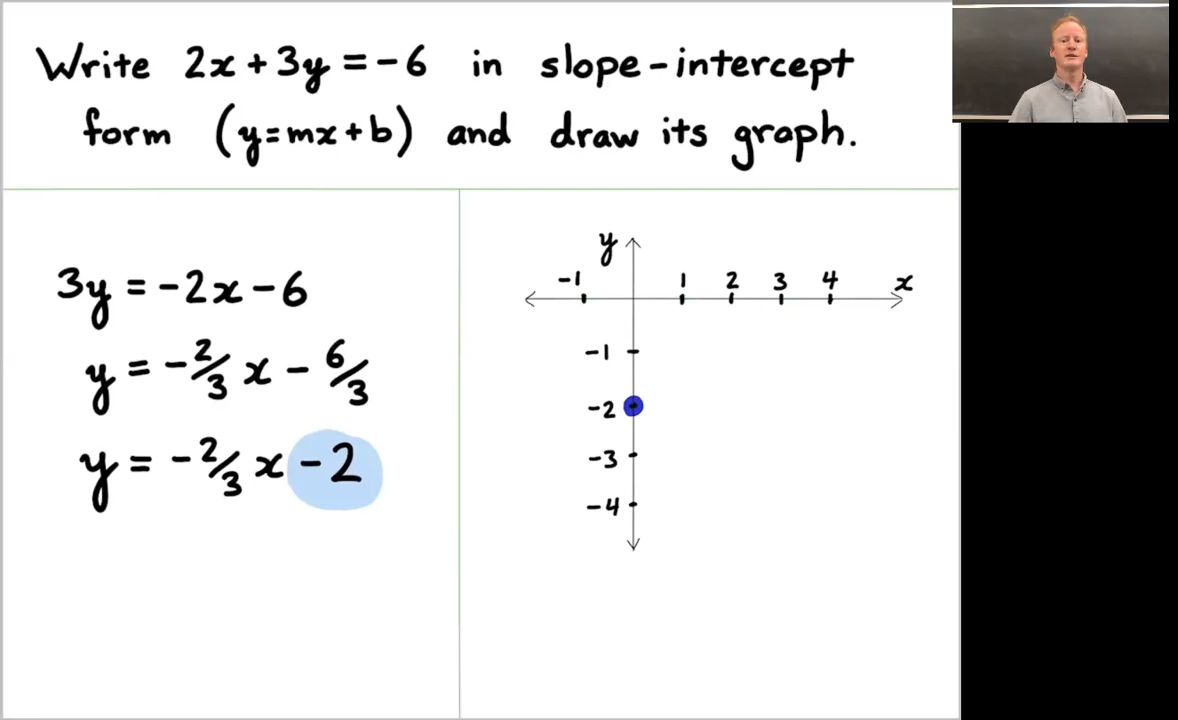 Write 2x + 3y = -6 in slope-intercept
form (y=mx+b) and draw its graph.
3y = -2x - 6
y = -2/3 x - 6/3
y = -2/3 x - 2
y
-1 1 2 3 4 x
-1
-2
-3
-4